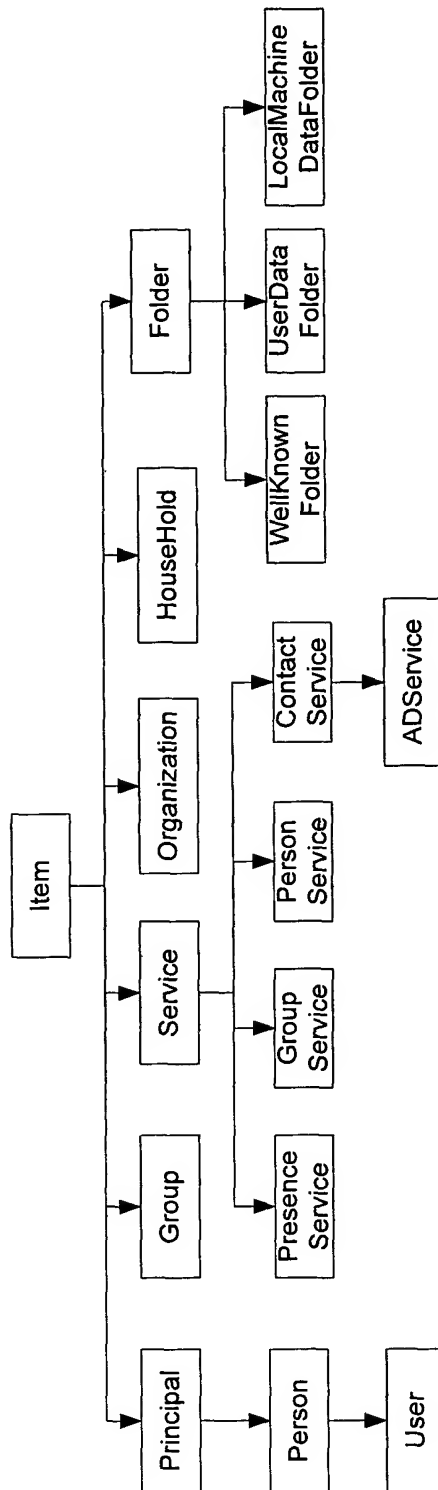 Item
Principal
Group
Service
Organization
HouseHold
Folder
Person
Presence
Service
Group
Service
Person
Service
Contact
Service
WellKnown
Folder
UserData
Folder
LocalMachine
DataFolder
User
ADService